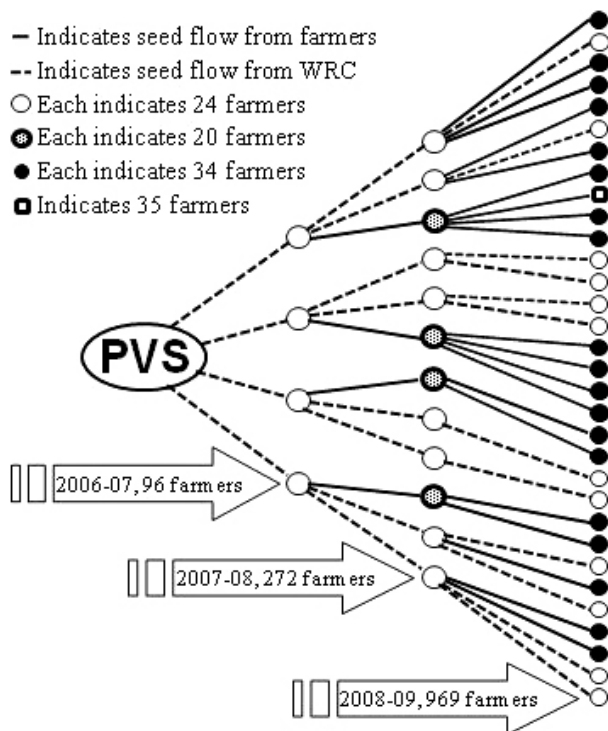 Indicates seed flow from farmers
Indicates seed flow from WRC
Each indicates 24 farmers
Each indicates 20 farmers
Each indicates 34 farmers
Indicates 35 farmers
PVS
2006-07,96 farmers
2007-08,272 farmers
2008-09,969 farmers